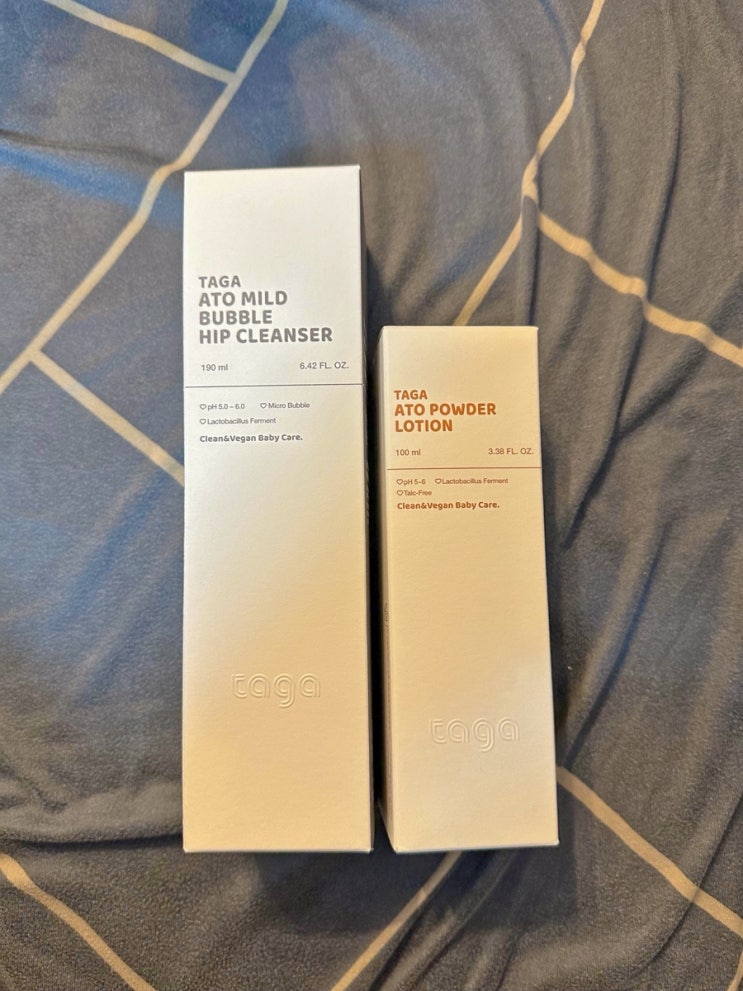 TAGA
ATO MILD
BUBBLE
HIP CLEANSER
190 ml 6.42 FL. OZ.
♡pH 5.0 – 6.0 ♡Micro Bubble
♡Lactobacillus Ferment
Clean&Vegan Baby Care.
taga
TAGA
ATO POWDER
LOTION
100 ml 3.38 FL. OZ.
♡pH 5–6 ♡Lactobacillus Ferment
♡Talc-Free
Clean&Vegan Baby Care.
taga